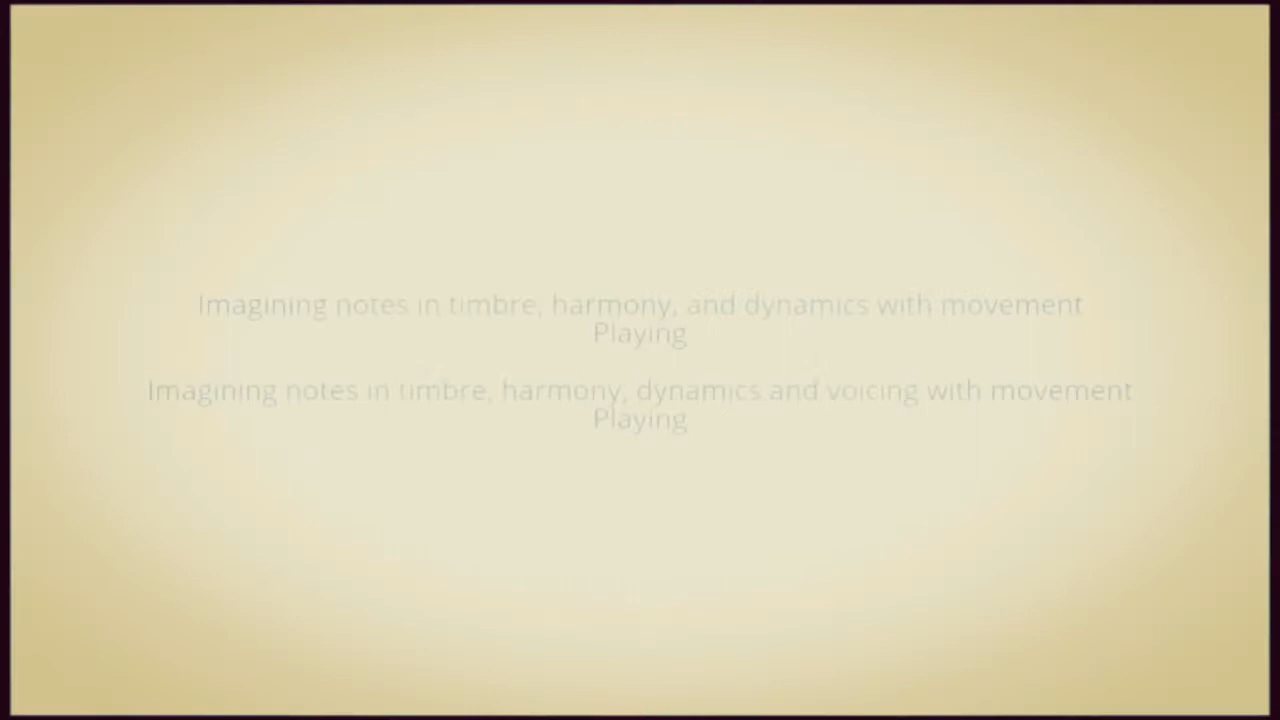 Imagining notes in timbre, harmony, and dynamics with movement
Playing
Imagining notes in timbre, harmony, dynamics and voicing with movement
Playing